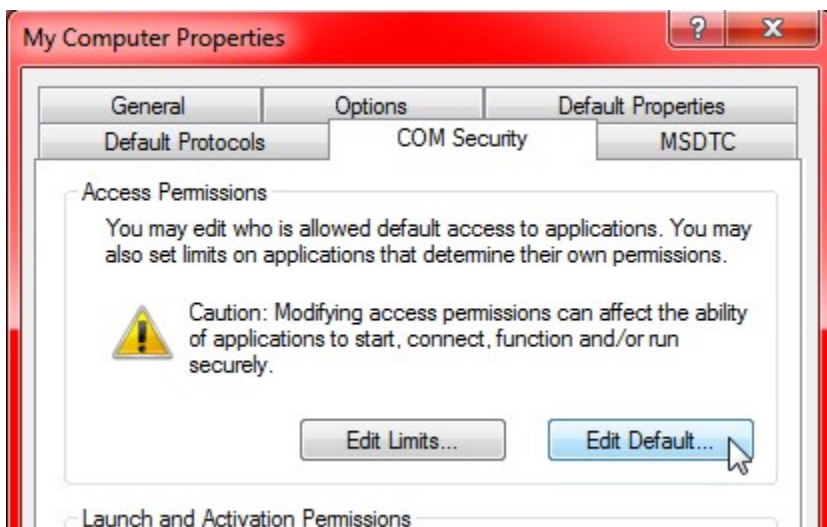 My Computer Properties
? X
General Options Default Properties
Default Protocols COM Security MSDTC
Access Permissions
You may edit who is allowed default access to applications. You may
also set limits on applications that determine their own permissions.
Caution: Modifying access permissions can affect the ability
of applications to start, connect, function and/or run
securely.
Edit Limits... Edit Default...
Launch and Activation Permissions